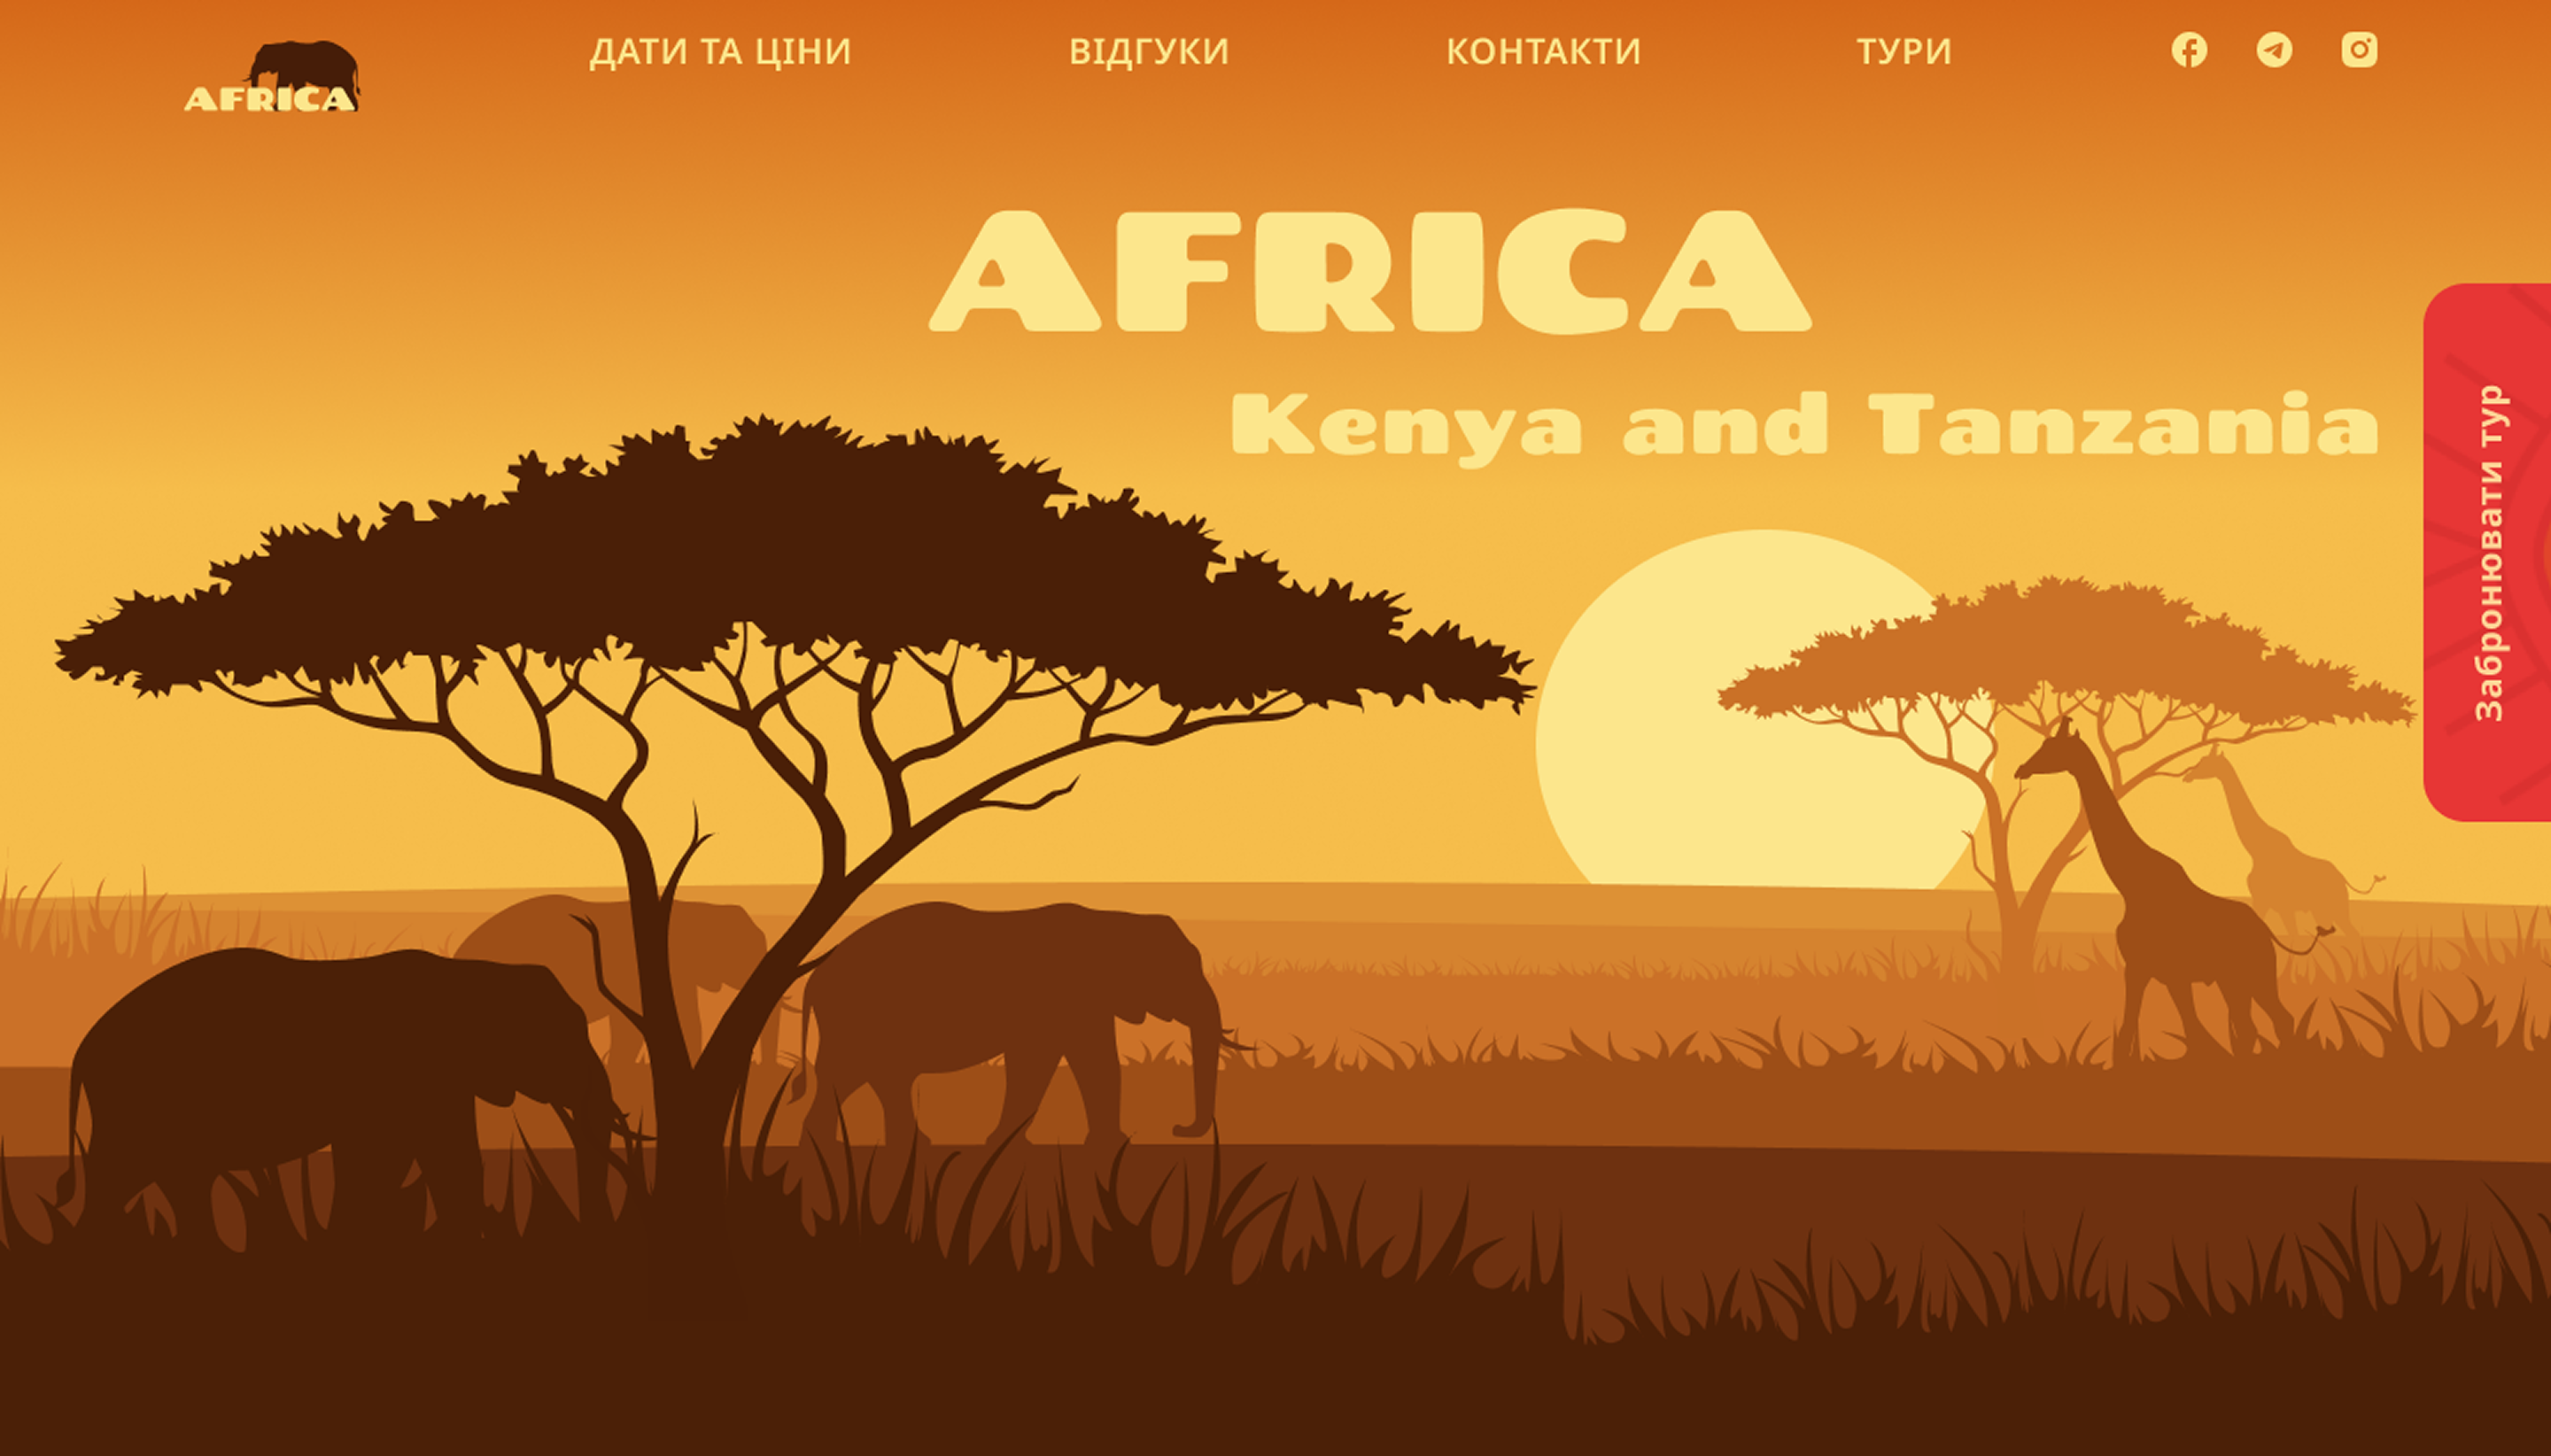 AFRICA
ДАТИ ТА ЦІНИ
ВІДГУКИ
КОНТАКТИ
ТУРИ
AFRICA
Kenya and Tanzania
Забронювати тур